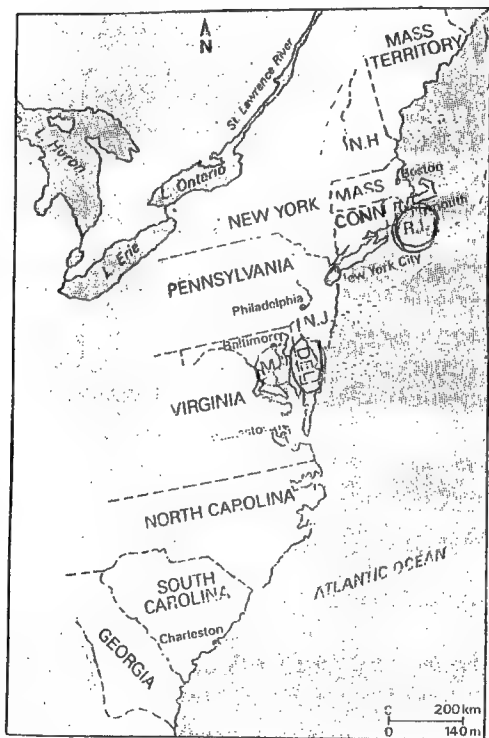 N
MASS
TERRITORY
St. Lawrence River
L. Huron
N.H
L. Ontario
Boston
MASS
NEW YORK
CONN
R.I.
L. Erie
New York City
PENNSYLVANIA
Philadelphia
N.J
Baltimore
DEL
VIRGINIA
NORTH CAROLINA
ATLANTIC OCEAN
SOUTH
CAROLINA
Charleston
GEORGIA
0 200 km
0 140 m